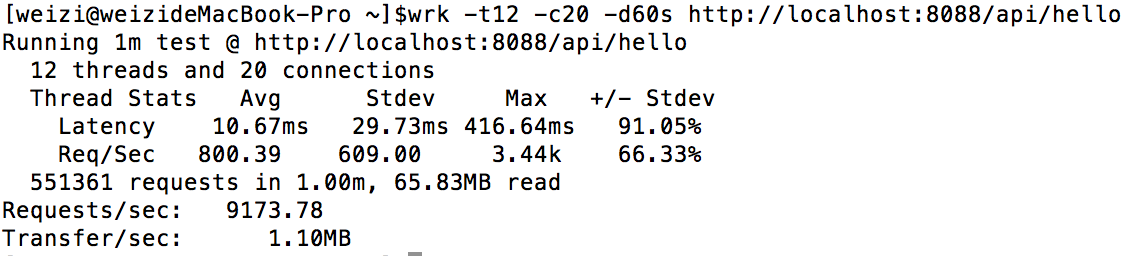 [weizi@weizideMacBook-Pro ~]$wrk -t12 -c20 -d60s http://localhost:8088/api/hello
Running 1m test @ http://localhost:8088/api/hello
  12 threads and 20 connections
  Thread Stats   Avg      Stdev     Max   +/- Stdev
    Latency    10.67ms   29.73ms 416.64ms   91.05%
    Req/Sec   800.39    609.00     3.44k    66.33%
  551361 requests in 1.00m, 65.83MB read
Requests/sec:   9173.78
Transfer/sec:      1.10MB